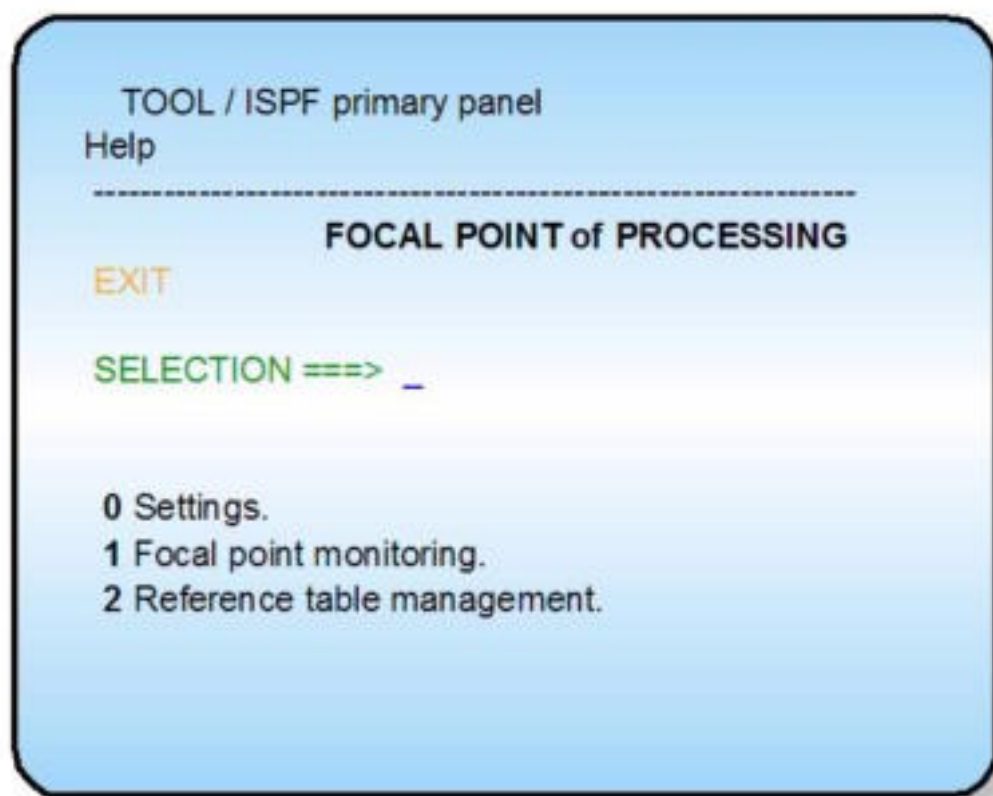 TOOL / ISPF primary panel
Help
------------------------------------------------------------------
FOCAL POINT of PROCESSING
EXIT
SELECTION ===> _
0 Settings.
1 Focal point monitoring.
2 Reference table management.